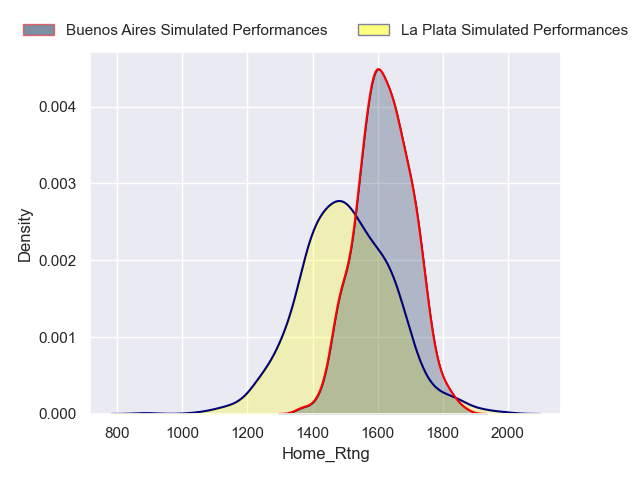 Buenos Aires Simulated Performances La Plata Simulated Performances
0.004
0.003
0.002
0.001
0.000
Density
800 1000 1200 1400 1600 1800 2000
Home_Rtng